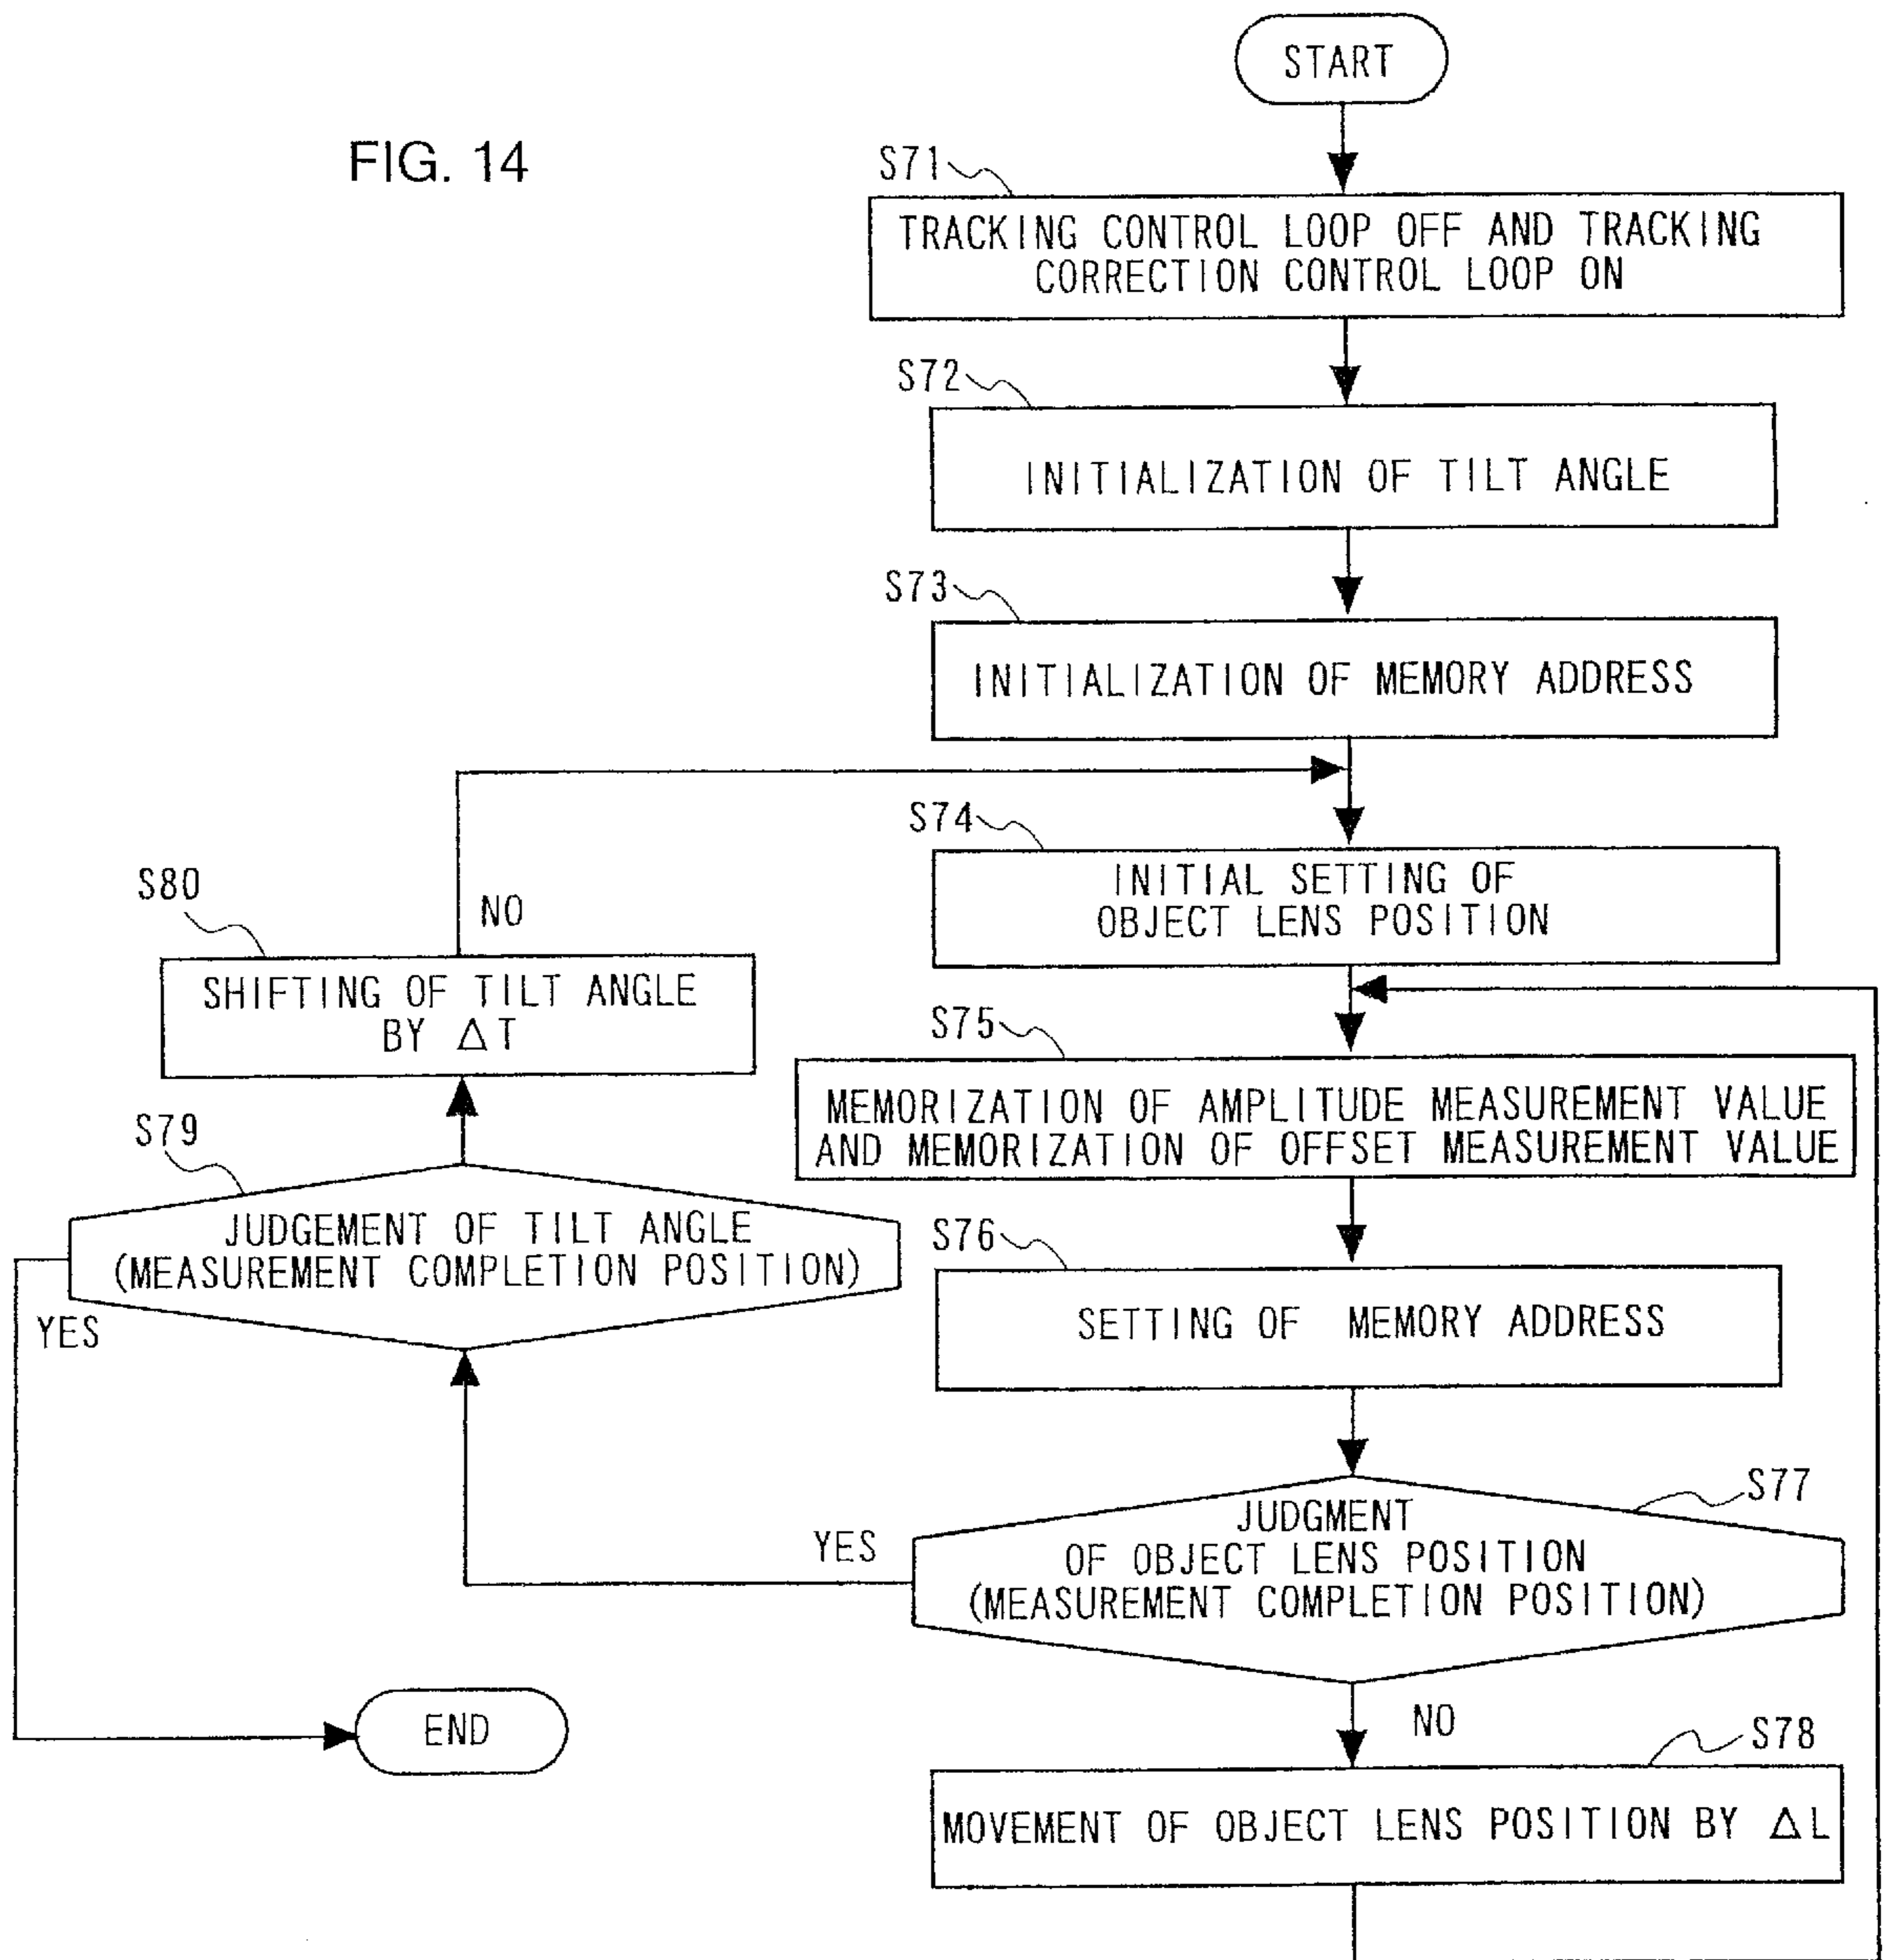 START
FIG. 14
S71
TRACKING CONTROL LOOP OFF AND TRACKING
CORRECTION CONTROL LOOP ON
S72
INITIALIZATION OF TILT ANGLE
S73
INITIALIZATION OF MEMORY ADDRESS
S74
INITIAL SETTING OF
OBJECT LENS POSITION
S80
NO
SHIFTING OF TILT ANGLE
BY ΔT
S75
MEMORIZATION OF AMPLITUDE MEASUREMENT VALUE
AND MEMORIZATION OF OFFSET MEASUREMENT VALUE
S79
JUDGEMENT OF TILT ANGLE
(MEASUREMENT COMPLETION POSITION)
YES
S76
SETTING OF MEMORY ADDRESS
S77
JUDGMENT
OF OBJECT LENS POSITION
(MEASUREMENT COMPLETION POSITION)
YES
NO
END
S78
MOVEMENT OF OBJECT LENS POSITION BY ΔL